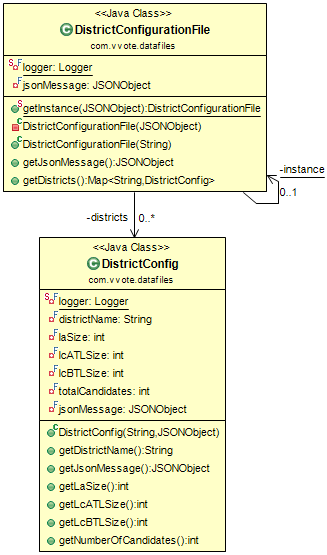 <<Java Class>>
DistrictConfigurationFile
com.vvote.datafiles
logger: Logger
jsonMessage: JSONObject
getInstance(JSONObject):DistrictConfigurationFile
DistrictConfigurationFile(JSONObject)
DistrictConfigurationFile(String)
getJsonMessage():JSONObject
getDistricts():Map<String,DistrictConfig>
-instance
0..1
-districts 0..*
<<Java Class>>
DistrictConfig
com.vvote.datafiles
logger: Logger
districtName: String
laSize: int
lcATLSize: int
lcBTLSize: int
totalCandidates: int
jsonMessage: JSONObject
DistrictConfig(String,JSONObject)
getDistrictName():String
getJsonMessage():JSONObject
getLaSize():int
getLcATLSize():int
getLcBTLSize():int
getNumberOfCandidates():int